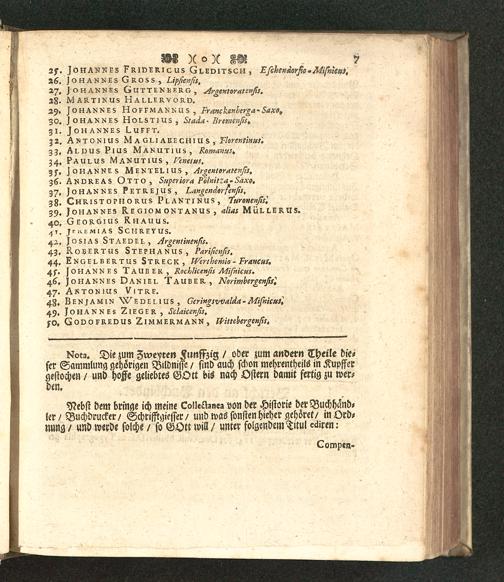 7
25. JOHANNES FRIDERICUS GLEDITSCH, Eschendorfio-Misnicus.
26. JOHANNES GROSS, Lipsiensis.
27. JOHANNES GUTTENBERG, Argentoratensis.
28. MARTINUS HALLERVORD.
29. JOHANNES HOFFMANNUS, Franckenberga-Saxo.
30. JOHANNES HOLSTIUS, Stada-Bremensis.
31. JOHANNES LUFFT.
32. ANTONIUS MAGLIABECHIUS, Florentinus.
33. ALDUS PIUS MANUTIUS, Romanus.
34. PAULUS MANUTIUS, Venetus.
35. JOHANNES MENTELIUS, Argentoratensis.
36. ANDREAS OTTO, Superiora Polnitza-Saxo.
37. JOHANNES PETREJUS, Langendorfensis.
38. CHRISTOPHORUS PLANTINUS, Turonensis.
39. JOHANNES REGIOMONTANUS, alias MÜLLERUS.
40. GEORGIUS RHAUUS.
41. JEREMIAS SCHREYUS.
42. JOSIAS STAEDEL, Argentinensis.
43. ROBERTUS STEPHANUS, Parisiensis.
44. ENGELBERTUS STRECK, Werthemio-Francus.
45. JOHANNES TAUBER, Rochlicensis Misnicus.
46. JOHANNES DANIEL TAUBER, Norimbergensis.
47. ANTONIUS VITRE.
48. BENJAMIN WEDELIUS, Geringswalda-Misnicus.
49. JOHANNES ZIEGER, Sclaicensis.
50. GODOFREDUS ZIMMERMANN, Wittebergensis.
Nota. Die zum Zweyten Funffzig / oder zum andern Theile die-
ser Sammlung gehörigen Bildnisse / sind auch schon mehrentheils in Kupffer
gestochen / und hoffe geliebtes GOtt bis nach Ostern damit fertig zu wer-
den.
Nebst dem bringe ich meine Collectanea von der Historie der Buchhänd-
ler / Buchdrucker / Schrifftgiesser / und was sonsten hieher gehöret / in Ord-
nung / und werde solche / so GOtt will / unter folgendem Titul ediren:
Compen-